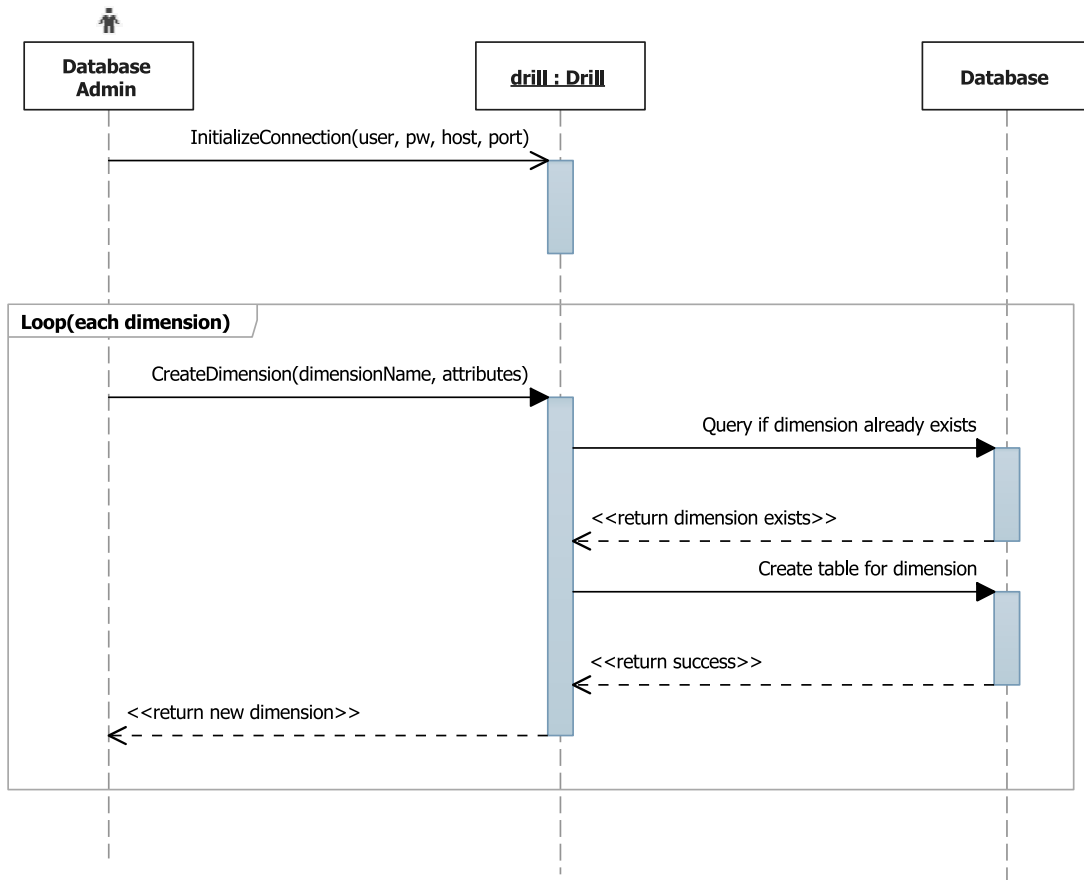 Database
Admin
drill : Drill
Database
InitializeConnection(user, pw, host, port)
Loop(each dimension)
CreateDimension(dimensionName, attributes)
Query if dimension already exists
<<return dimension exists>>
Create table for dimension
<<return success>>
<<return new dimension>>